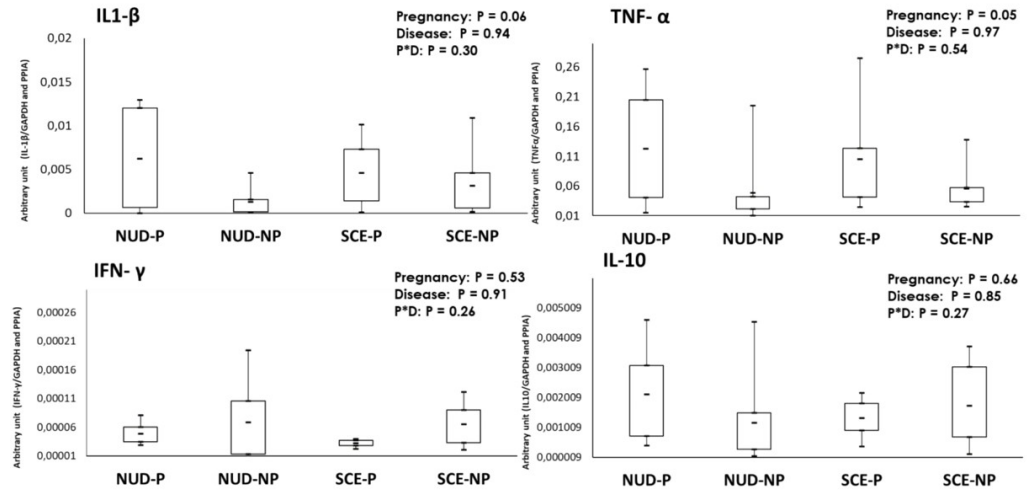 IL1-β
Pregnancy: P = 0.06
Disease: P = 0.94
P*D: P = 0.30
Arbitrary unit (IL-1β/GAPDH and PPIA)
0,02
0,015
0,01
0,005
0
NUD-P NUD-NP SCE-P SCE-NP
TNF- α
Pregnancy: P = 0.05
Disease: P = 0.97
P*D: P = 0.54
Arbitrary unit (TNFα/GAPDH and PPIA)
0,26
0,21
0,16
0,11
0,06
0,01
NUD-P NUD-NP SCE-P SCE-NP
IFN- γ
Pregnancy: P = 0.53
Disease: P = 0.91
P*D: P = 0.26
Arbitrary unit (IFN-γ/GAPDH and PPIA)
0,00026
0,00021
0,00016
0,00011
0,00006
0,00001
NUD-P NUD-NP SCE-P SCE-NP
IL-10
Pregnancy: P = 0.66
Disease: P = 0.85
P*D: P = 0.27
Arbitrary unit (IL10/GAPDH and PPIA)
0,005009
0,004009
0,003009
0,002009
0,001009
0,000009
NUD-P NUD-NP SCE-P SCE-NP